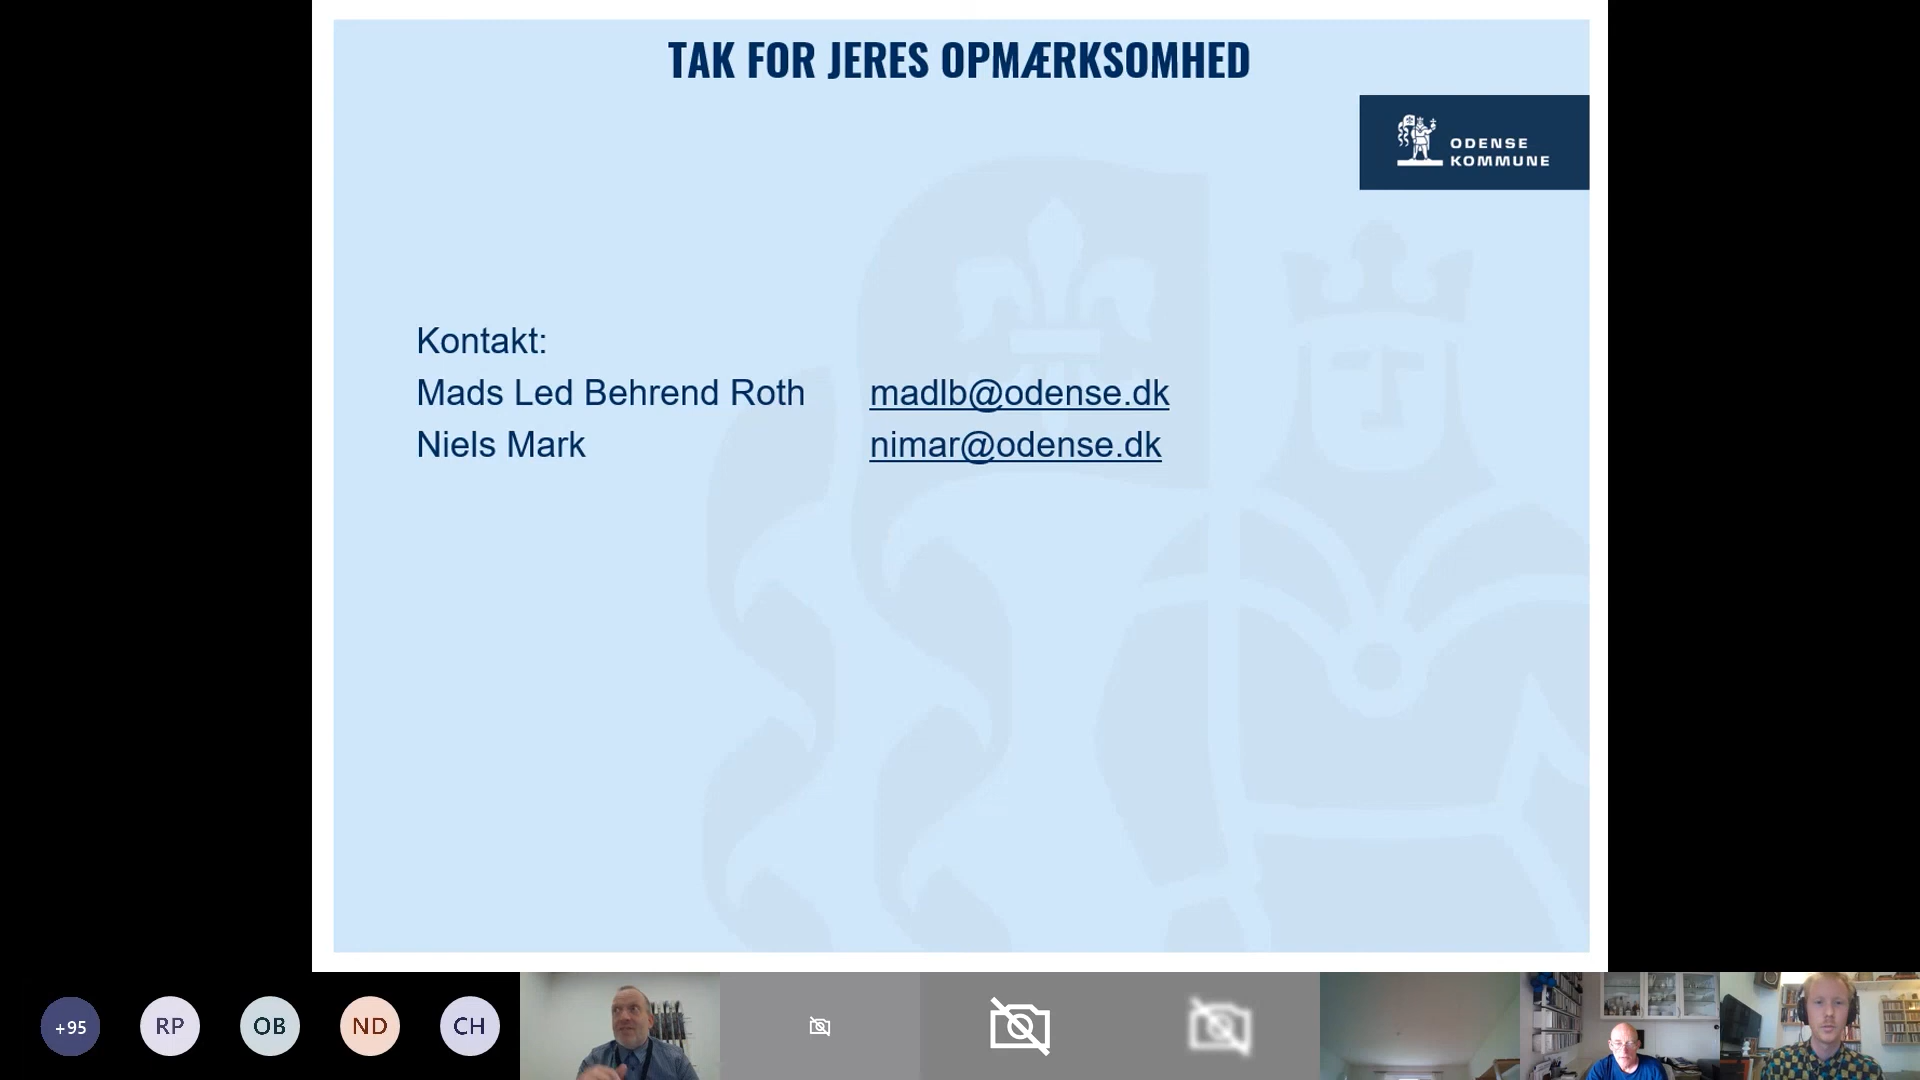 TAK FOR JERES OPMÆRKSOMHED
ODENSE
KOMMUNE
Kontakt:
Mads Led Behrend Roth madlb@odense.dk
Niels Mark nimar@odense.dk
+95 RP OB ND CH